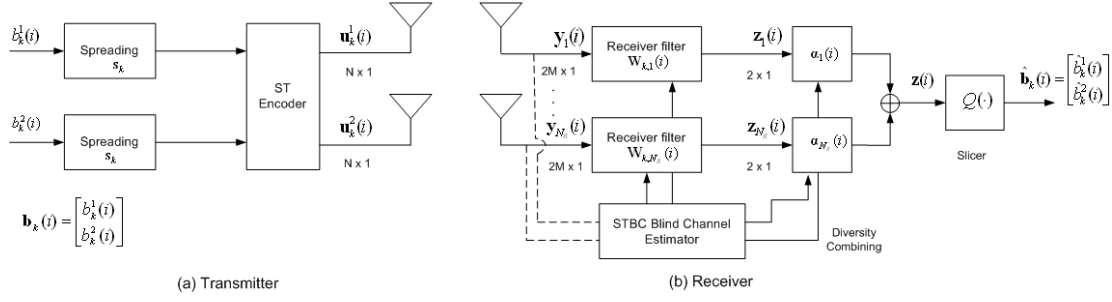 b_k^1(i)
Spreading
s_k
b_k^2(i)
Spreading
s_k
ST
Encoder
u_k^1(i)
N x 1
u_k^2(i)
N x 1
b_k(i) = [b_k^1(i)
b_k^2(i)]
(a) Transmitter
y_1(i)
2M x 1
Receiver filter
W_{k,1}(i)
z_1(i)
2 x 1
α_1(i)
y_{N_R}(i)
2M x 1
Receiver filter
W_{k,N_R}(i)
z_{N_R}(i)
2 x 1
α_{N_R}(i)
STBC Blind Channel
Estimator
Diversity
Combining
z(i)
Q(·)
Slicer
b̂_k(i) = [b̂_k^1(i)
b̂_k^2(i)]
(b) Receiver